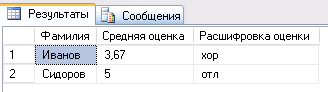 Результаты Сообщения
Фамилия Средняя оценка Расшифровка оценки
1 Иванов 3,67 хор
2 Сидоров 5 отл